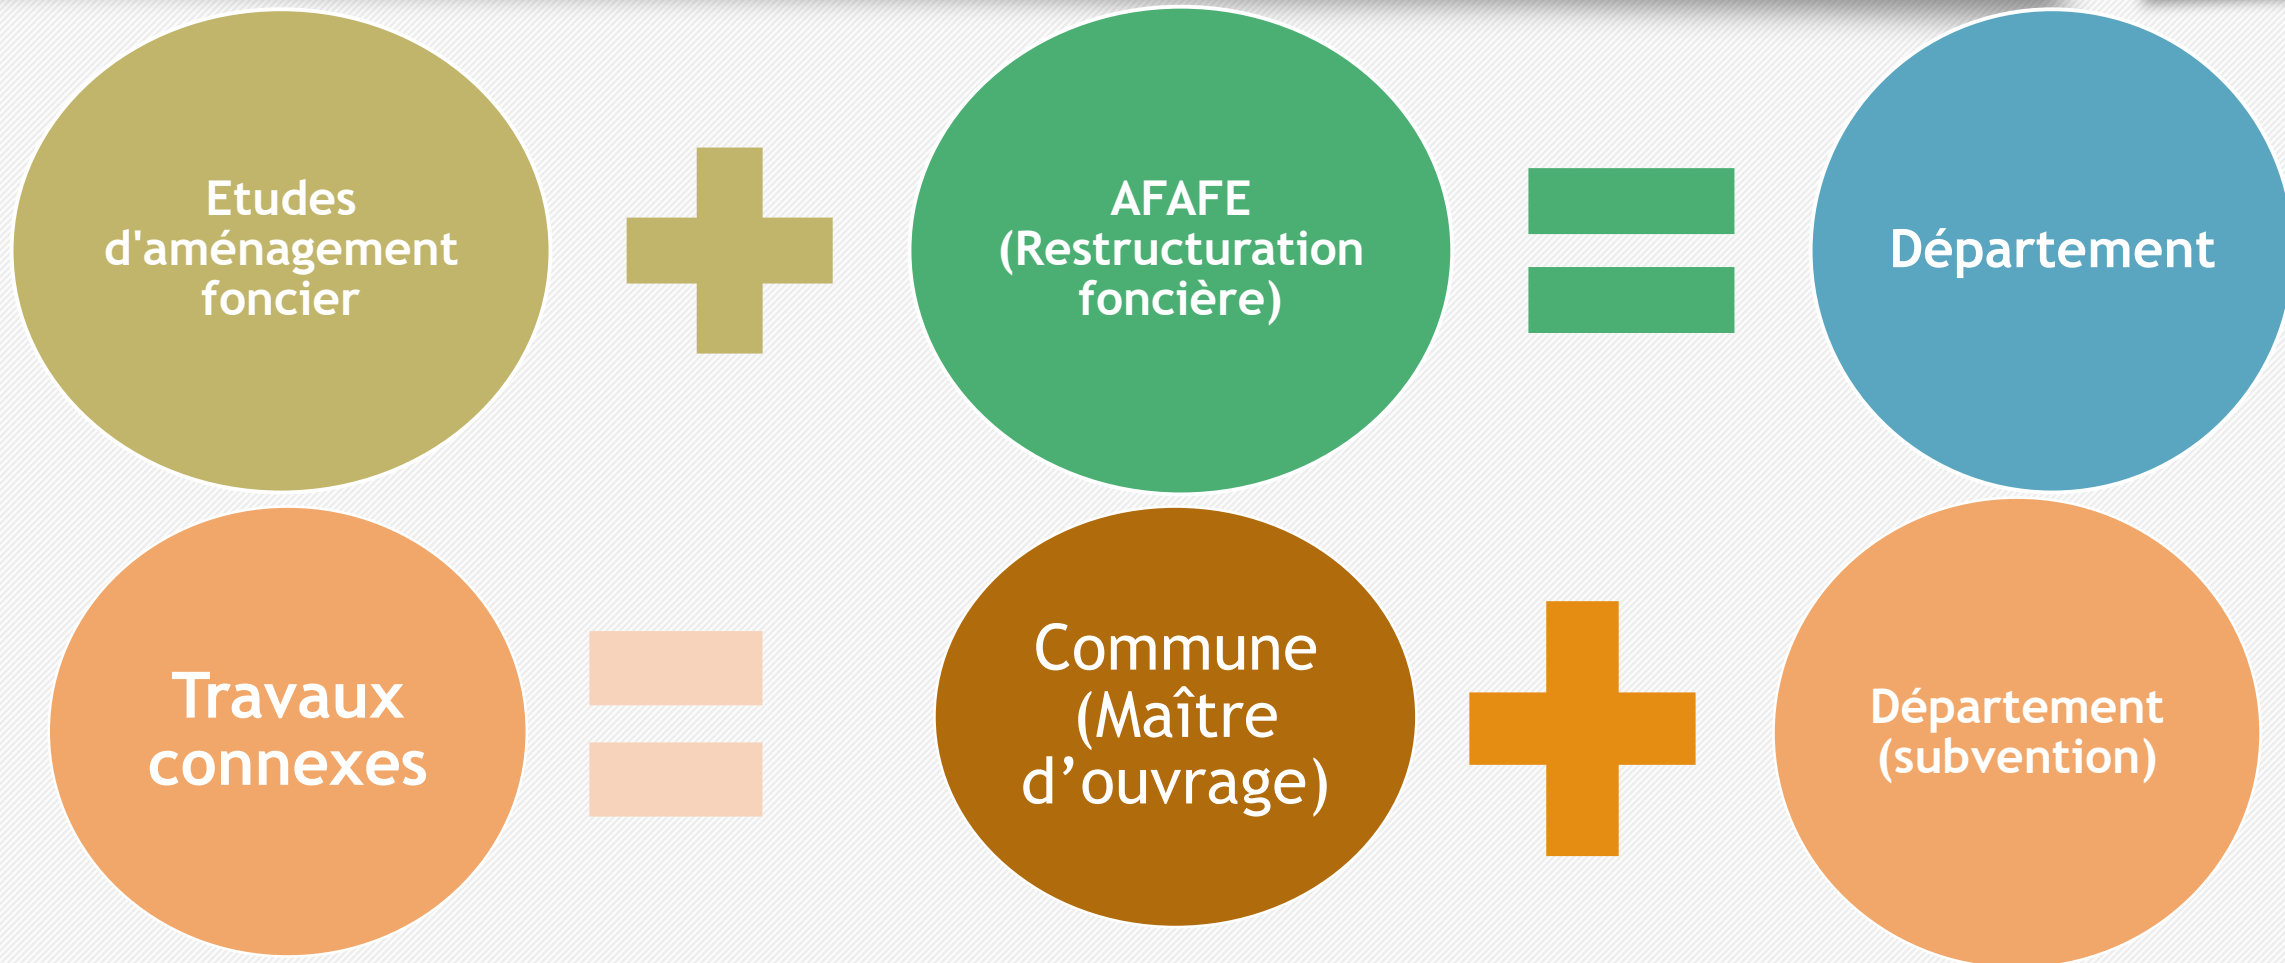 Etudes
d'aménagement
foncier
AFAFE
(Restructuration
foncière)
Département
Travaux
connexes
Commune
(Maître
d’ouvrage)
Département
(subvention)